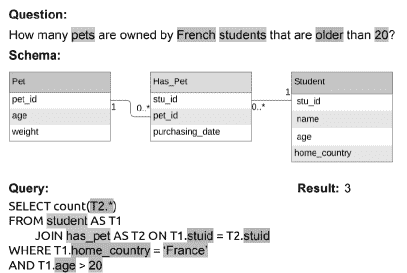 Question:
How many pets are owned by French students that are older than 20?
Schema:
Pet
pet_id
age
weight
1
0..*
Has_Pet
stu_id
pet_id
purchasing_date
0..*
1
Student
stu_id
name
age
home_country
Query:
Result: 3
SELECT count(T2.*)
FROM student AS T1
JOIN has_pet AS T2 ON T1.stuid = T2.stuid
WHERE T1.home_country = ‘France’
AND T1.age > 20